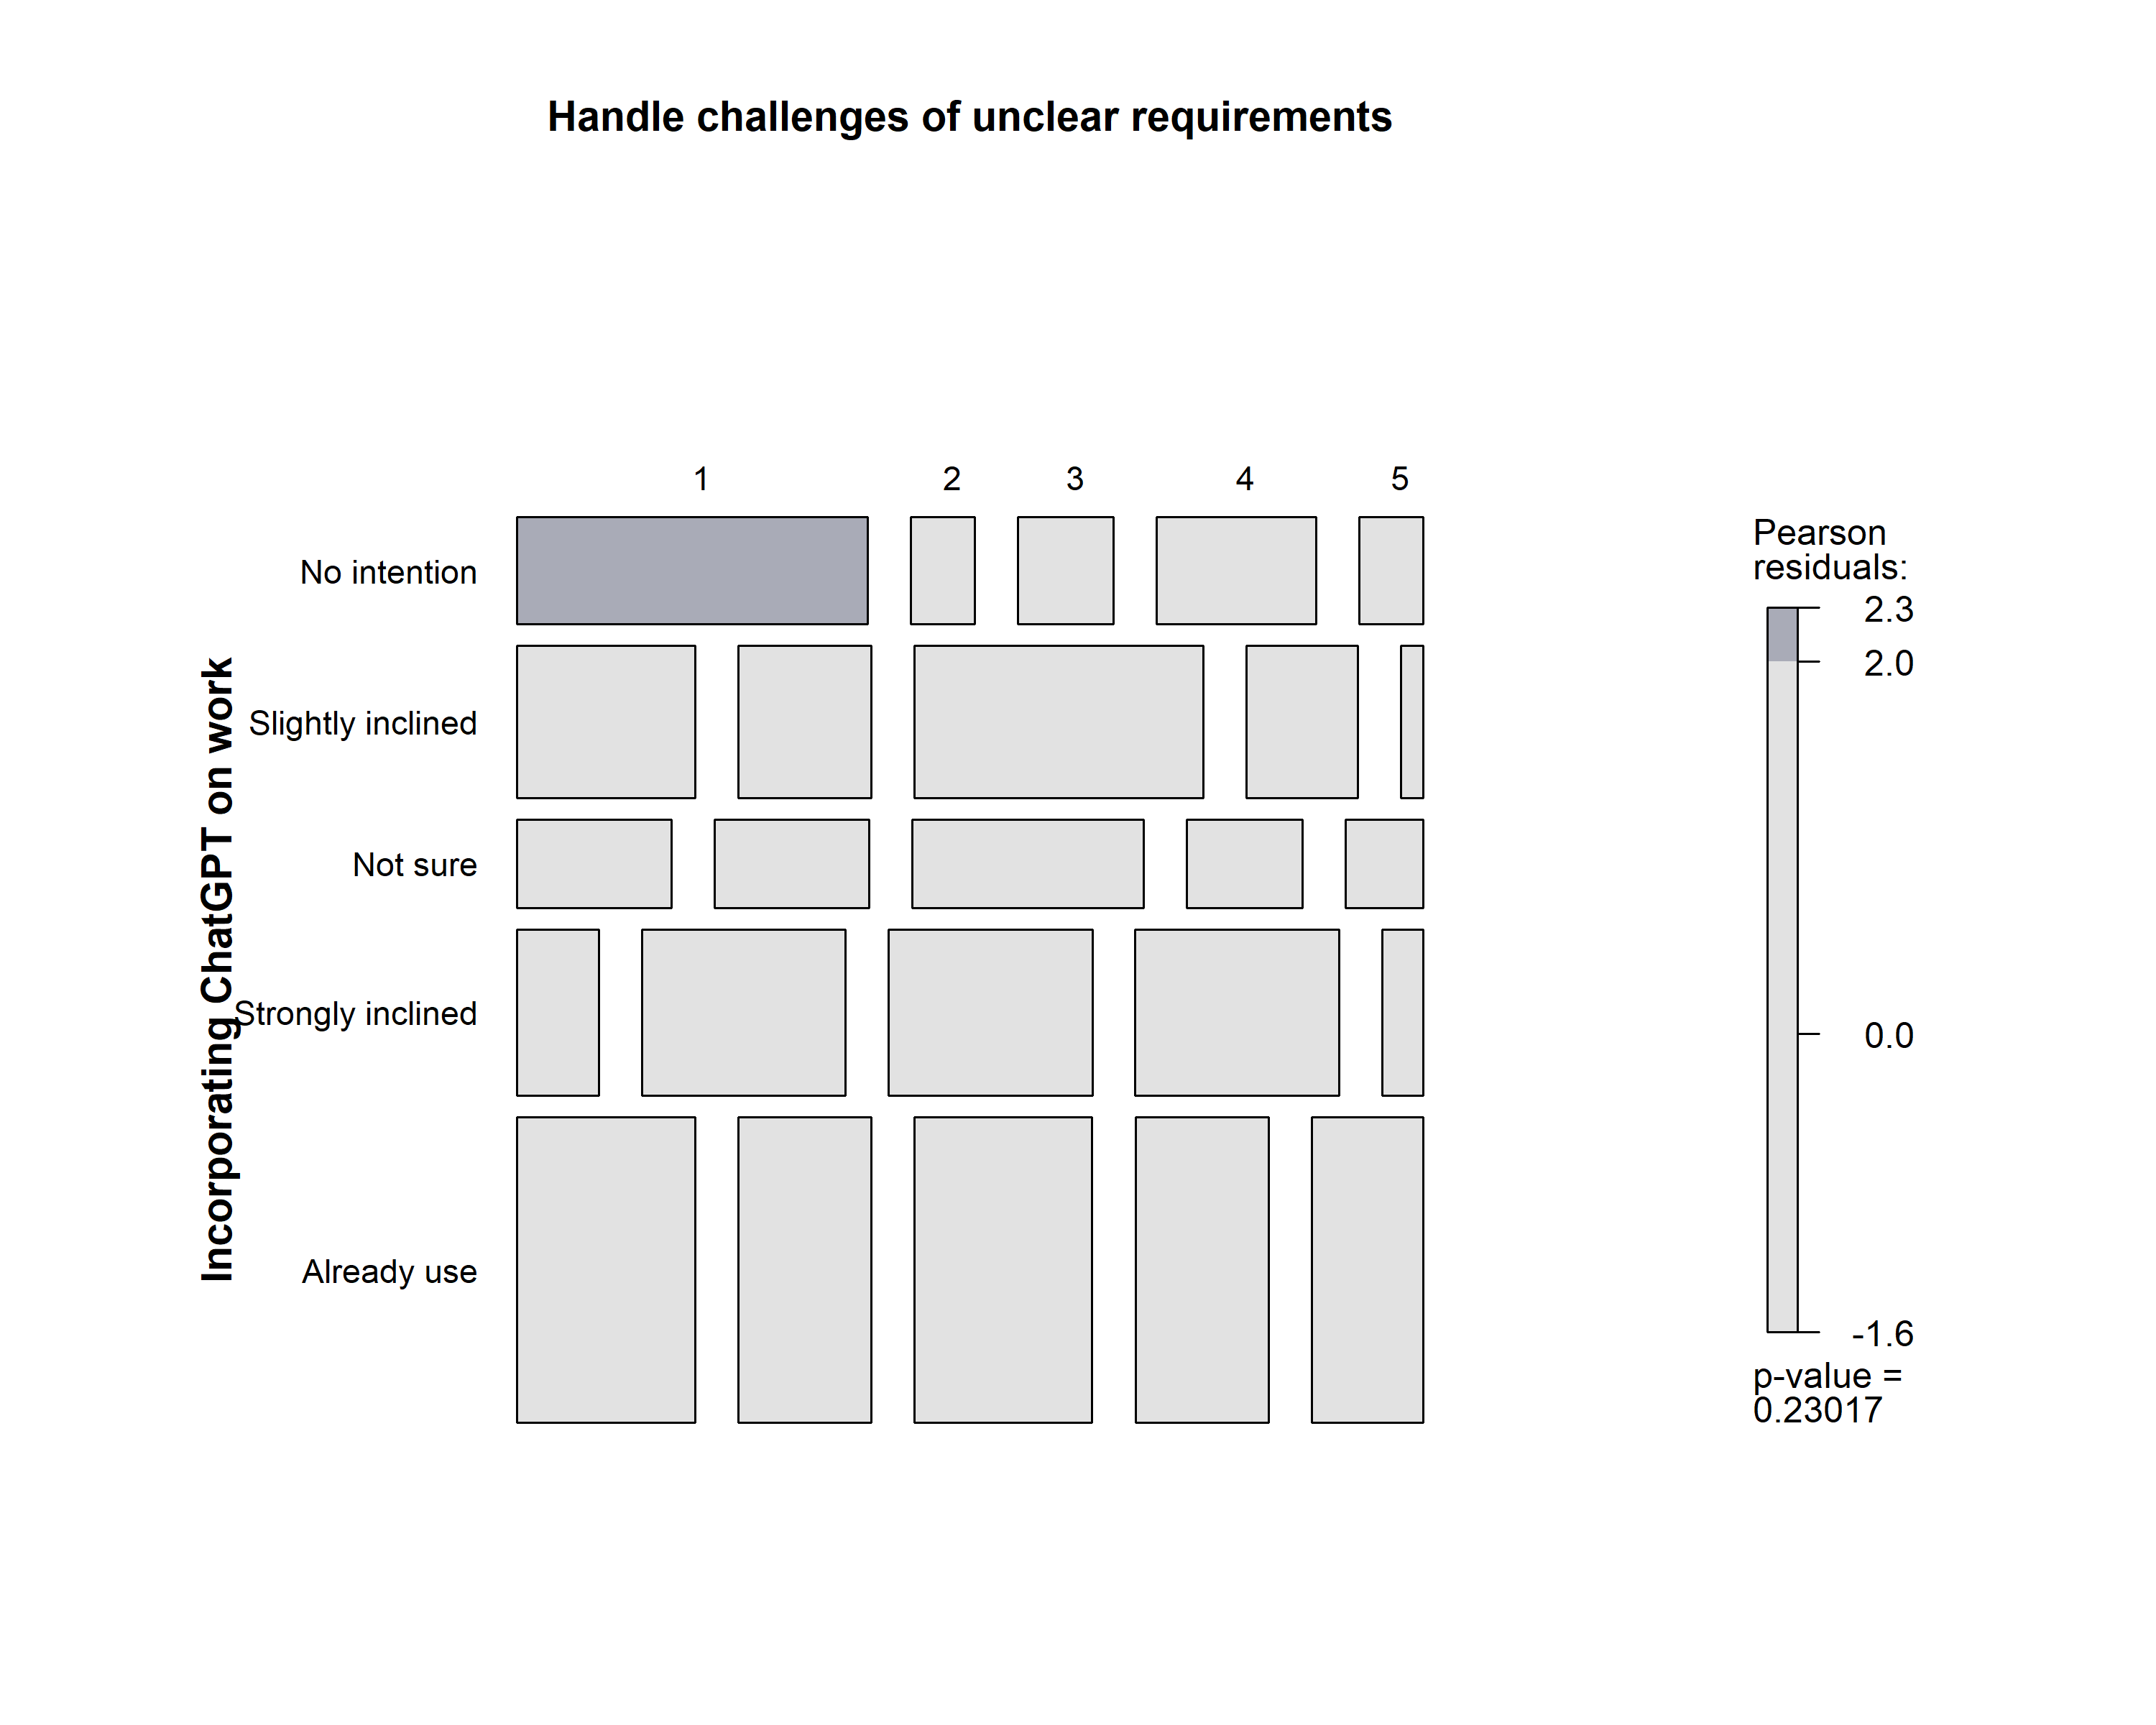 Handle challenges of unclear requirements
1 2 3 4 5
Incorporating ChatGPT on work
No intention
Slightly inclined
Not sure
Strongly inclined
Already use
Pearson
residuals:
2.3
2.0
0.0
-1.6
p-value =
0.23017